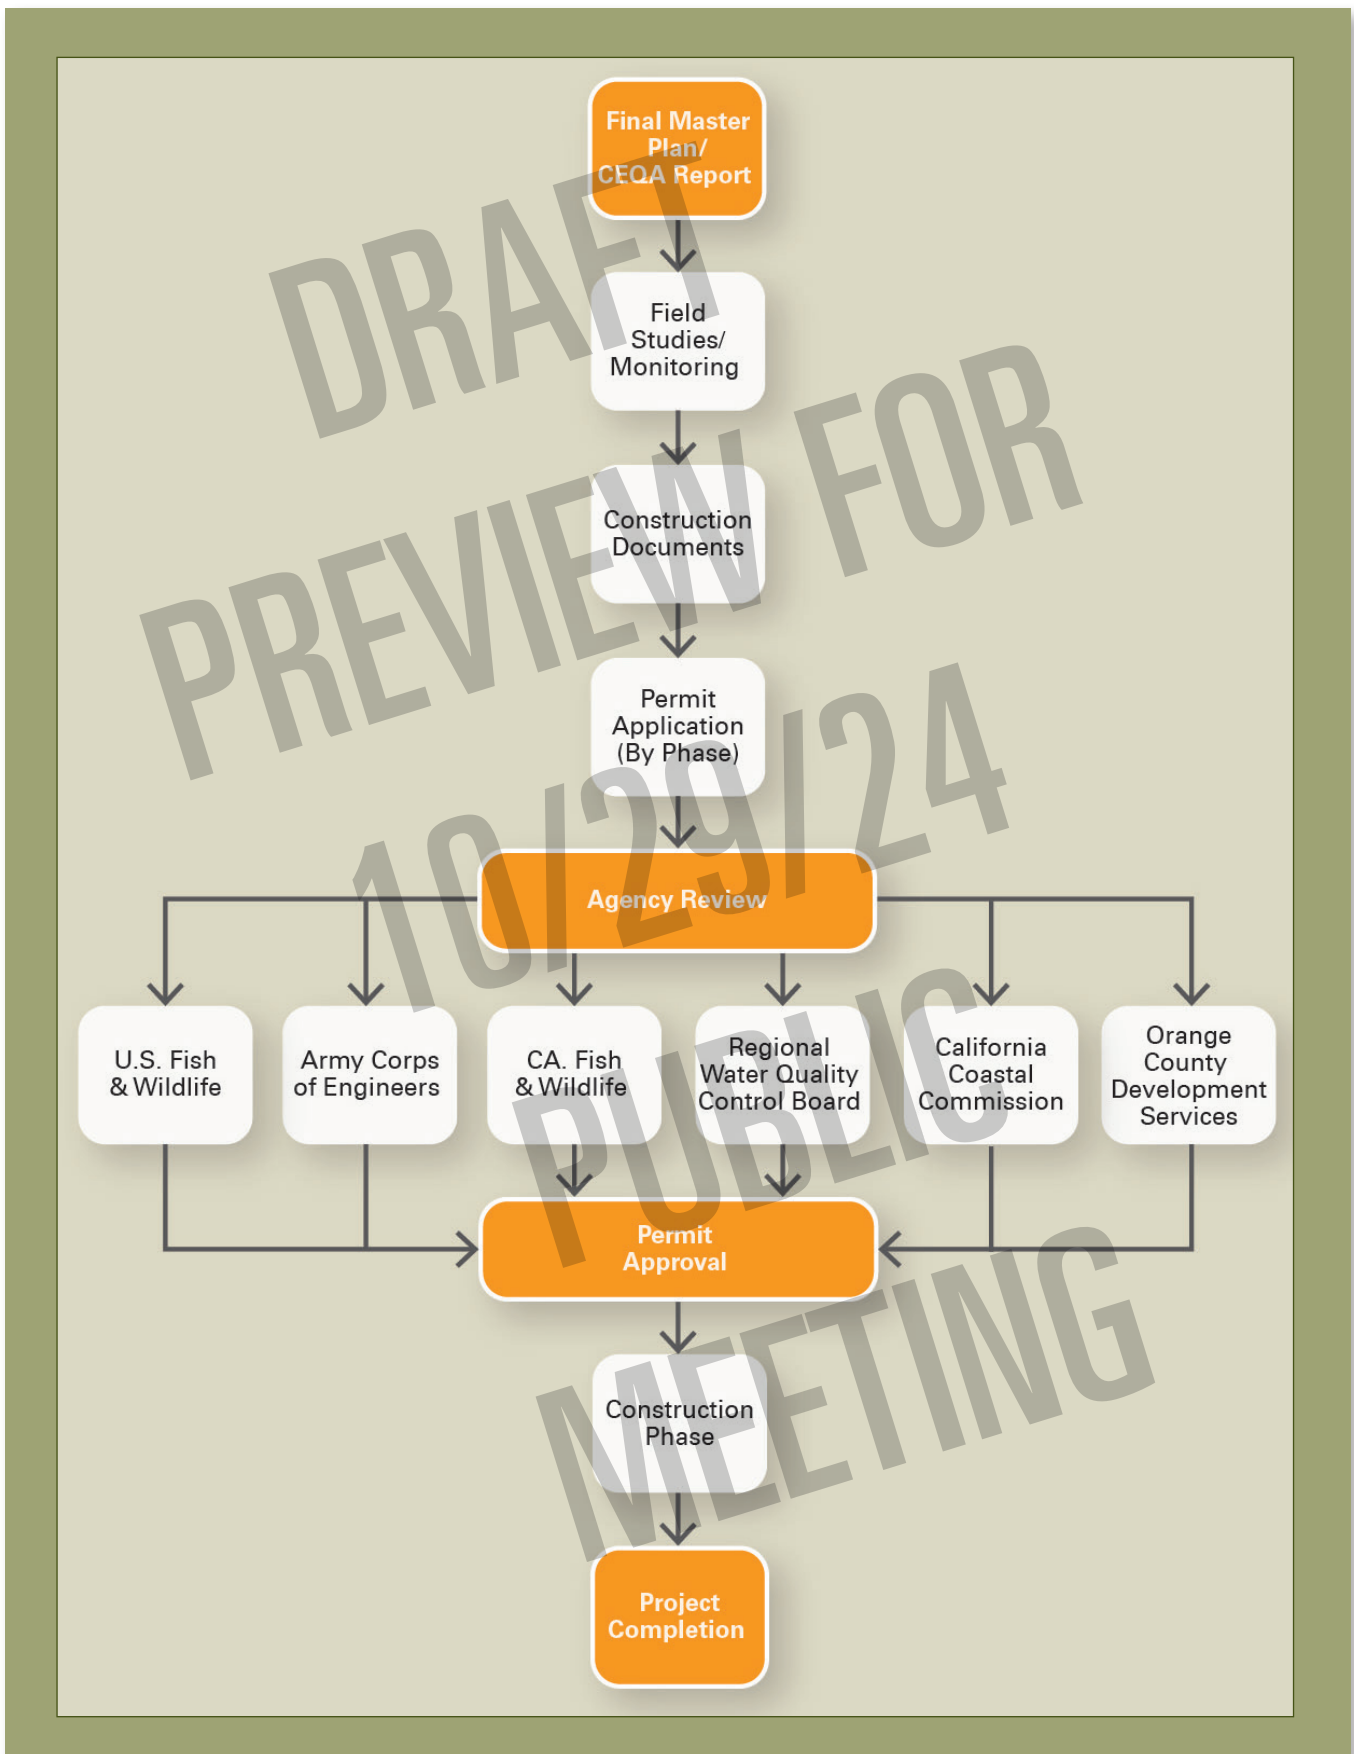 Final Master
Plan/
CEQA Report
Field
Studies/
Monitoring
Construction
Documents
Permit
Application
(By Phase)
Agency Review
U.S. Fish
& Wildlife
Army Corps
of Engineers
CA. Fish
& Wildlife
Regional
Water Quality
Control Board
California
Coastal
Commission
Orange
County
Development
Services
Permit
Approval
Construction
Phase
Project
Completion
DRAFT
PREVIEW FOR
10/29/24
PUBLIC
MEETING